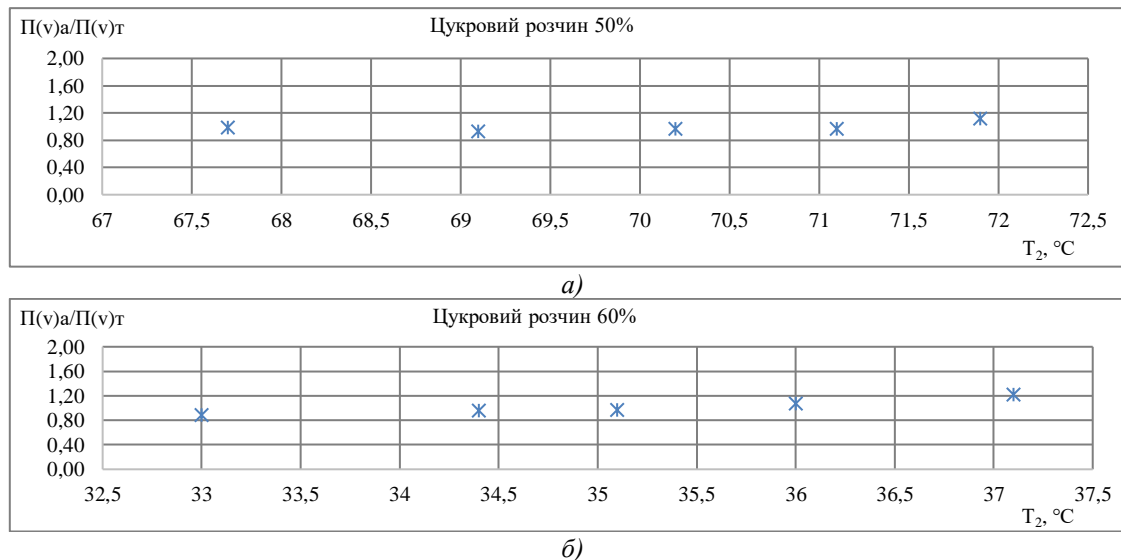 П(v)a/П(v)т
Цукровий розчин 50%
2,00
1,60
1,20
0,80
0,40
0,00
67 67,5 68 68,5 69 69,5 70 70,5 71 71,5 72 72,5
T₂, °C
а)
П(v)a/П(v)т
Цукровий розчин 60%
2,00
1,60
1,20
0,80
0,40
0,00
32,5 33 33,5 34 34,5 35 35,5 36 36,5 37 37,5
T₂, °C
б)